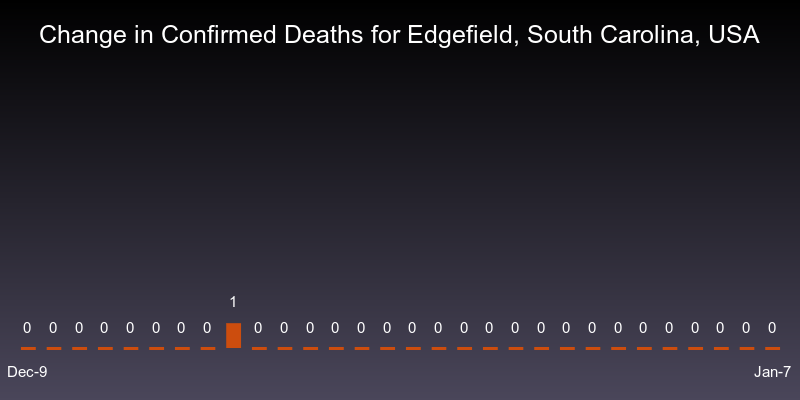 Change in Confirmed Deaths for Edgefield, South Carolina, USA
1
0 0 0 0 0 0 0 0 0 0 0 0 0 0 0 0 0 0 0 0 0 0 0 0 0 0 0 0 0
Dec-9 Jan-7